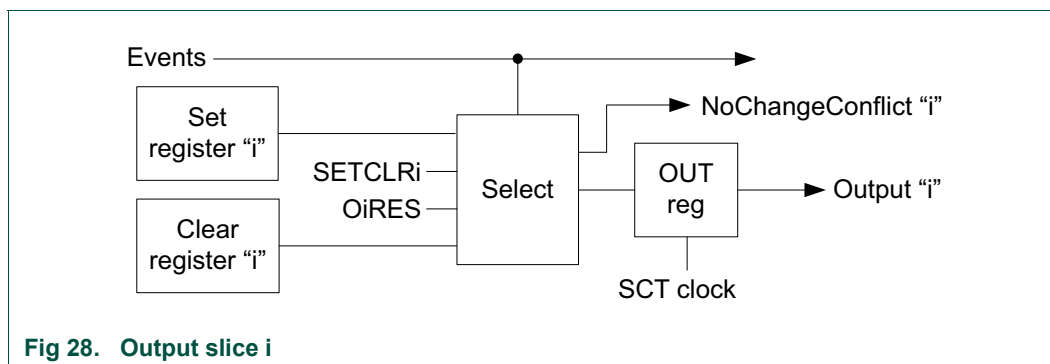 Events
Set
register “i”
NoChangeConflict “i”
SETCLRi
Select
OUT
reg
Output “i”
OiRES
Clear
register “i”
SCT clock
Fig 28. Output slice i